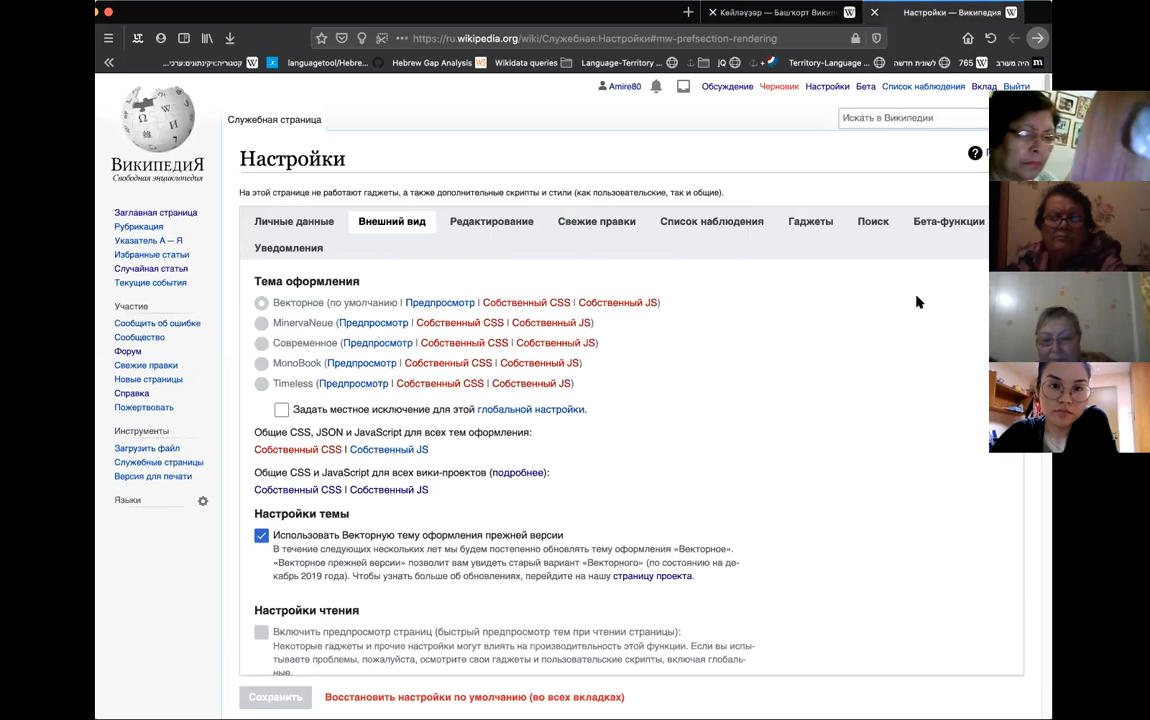 Көйләүҙәр — Башҡорт Викип
Настройки — Википедия
https://ru.wikipedia.org/wiki/Служебная:Настройки#mw-prefsection-rendering
languagetool/Hebre...
Hebrew Gap Analysis
Wikidata queries
Language-Territory ...
JQ
Territory-Language ...
לשונית חדשה
765
היה מעורב
Amire80
Обсуждение
Черновик
Настройки
Бета
Список наблюдения
Вклад
Выйти
Служебная страница
Искать в Википедии
ВикипедиЯ
Свободная энциклопедия
Настройки
На этой странице не работают гаджеты, а также дополнительные скрипты и стили (как пользовательские, так и общие).
Личные данные
Внешний вид
Редактирование
Свежие правки
Список наблюдения
Гаджеты
Поиск
Бета-функции
Уведомления
Заглавная страница
Рубрикация
Указатель А — Я
Избранные статьи
Случайная статья
Текущие события
Участие
Сообщить об ошибке
Сообщество
Форум
Свежие правки
Новые страницы
Справка
Пожертвовать
Инструменты
Загрузить файл
Служебные страницы
Версия для печати
Языки
Тема оформления
Векторное (по умолчанию | Предпросмотр | Собственный CSS | Собственный JS)
MinervaNeue (Предпросмотр | Собственный CSS | Собственный JS)
Современное (Предпросмотр | Собственный CSS | Собственный JS)
MonoBook (Предпросмотр | Собственный CSS | Собственный JS)
Timeless (Предпросмотр | Собственный CSS | Собственный JS)
Задать местное исключение для этой глобальной настройки.
Общие CSS, JSON и JavaScript для всех тем оформления:
Собственный CSS | Собственный JS
Общие CSS и JavaScript для всех вики-проектов (подробнее):
Собственный CSS | Собственный JS
Настройки темы
Использовать Векторную тему оформления прежней версии
В течение следующих нескольких лет мы будем постепенно обновлять тему оформления «Векторное».
«Векторное прежней версии» позволит вам увидеть старый вариант «Векторного» (по состоянию на де-
кабрь 2019 года). Чтобы узнать больше об обновлениях, перейдите на нашу страницу проекта.
Настройки чтения
Включить предпросмотр страниц (быстрый предпросмотр тем при чтении страницы):
Некоторые гаджеты и прочие настройки могут влиять на производительность этой функции. Если вы испы-
тываете проблемы, пожалуйста, осмотрите свои гаджеты и пользовательские скрипты, включая глобаль-
ные.
Сохранить
Восстановить настройки по умолчанию (во всех вкладках)